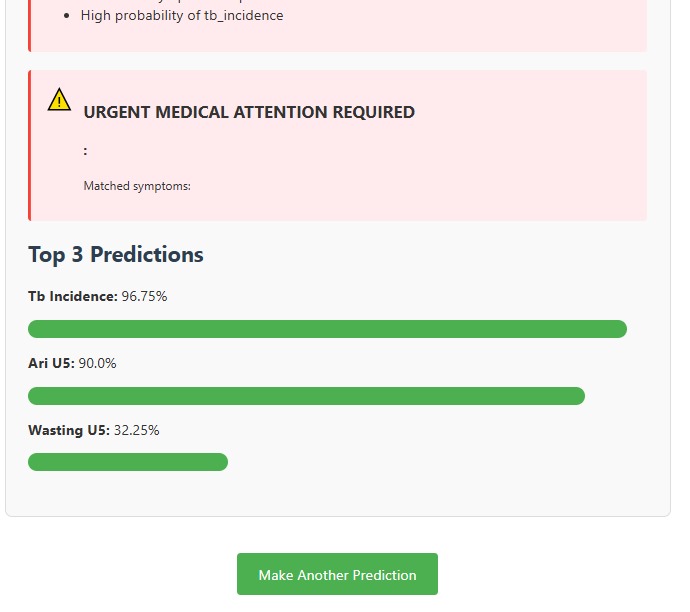 High probability of tb_incidence
URGENT MEDICAL ATTENTION REQUIRED
:
Matched symptoms:
Top 3 Predictions
Tb Incidence: 96.75%
Ari U5: 90.0%
Wasting U5: 32.25%
Make Another Prediction